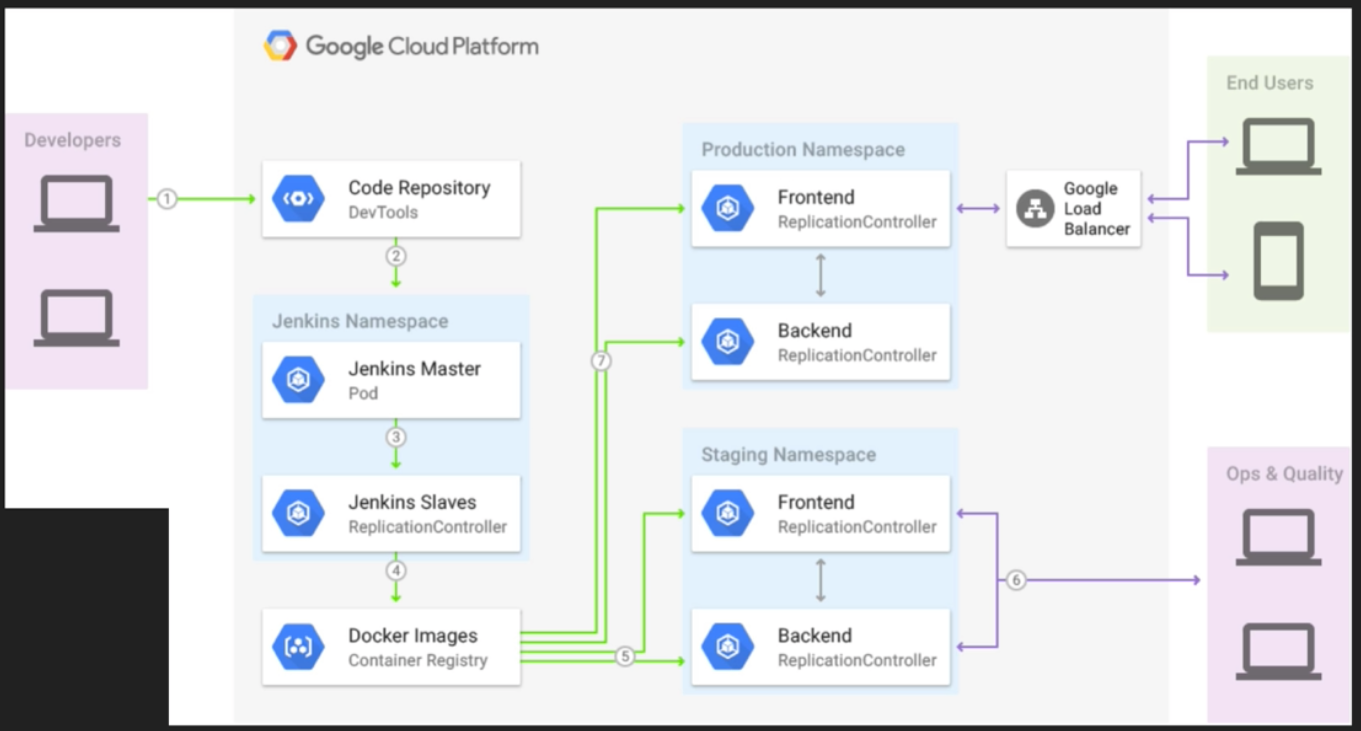 Google Cloud Platform
Developers
1
Code Repository
DevTools
2
Jenkins Namespace
Jenkins Master
Pod
3
Jenkins Slaves
ReplicationController
4
Docker Images
Container Registry
5
7
Production Namespace
Frontend
ReplicationController
Backend
ReplicationController
Staging Namespace
Frontend
ReplicationController
Backend
ReplicationController
6
Google
Load
Balancer
End Users
Ops & Quality